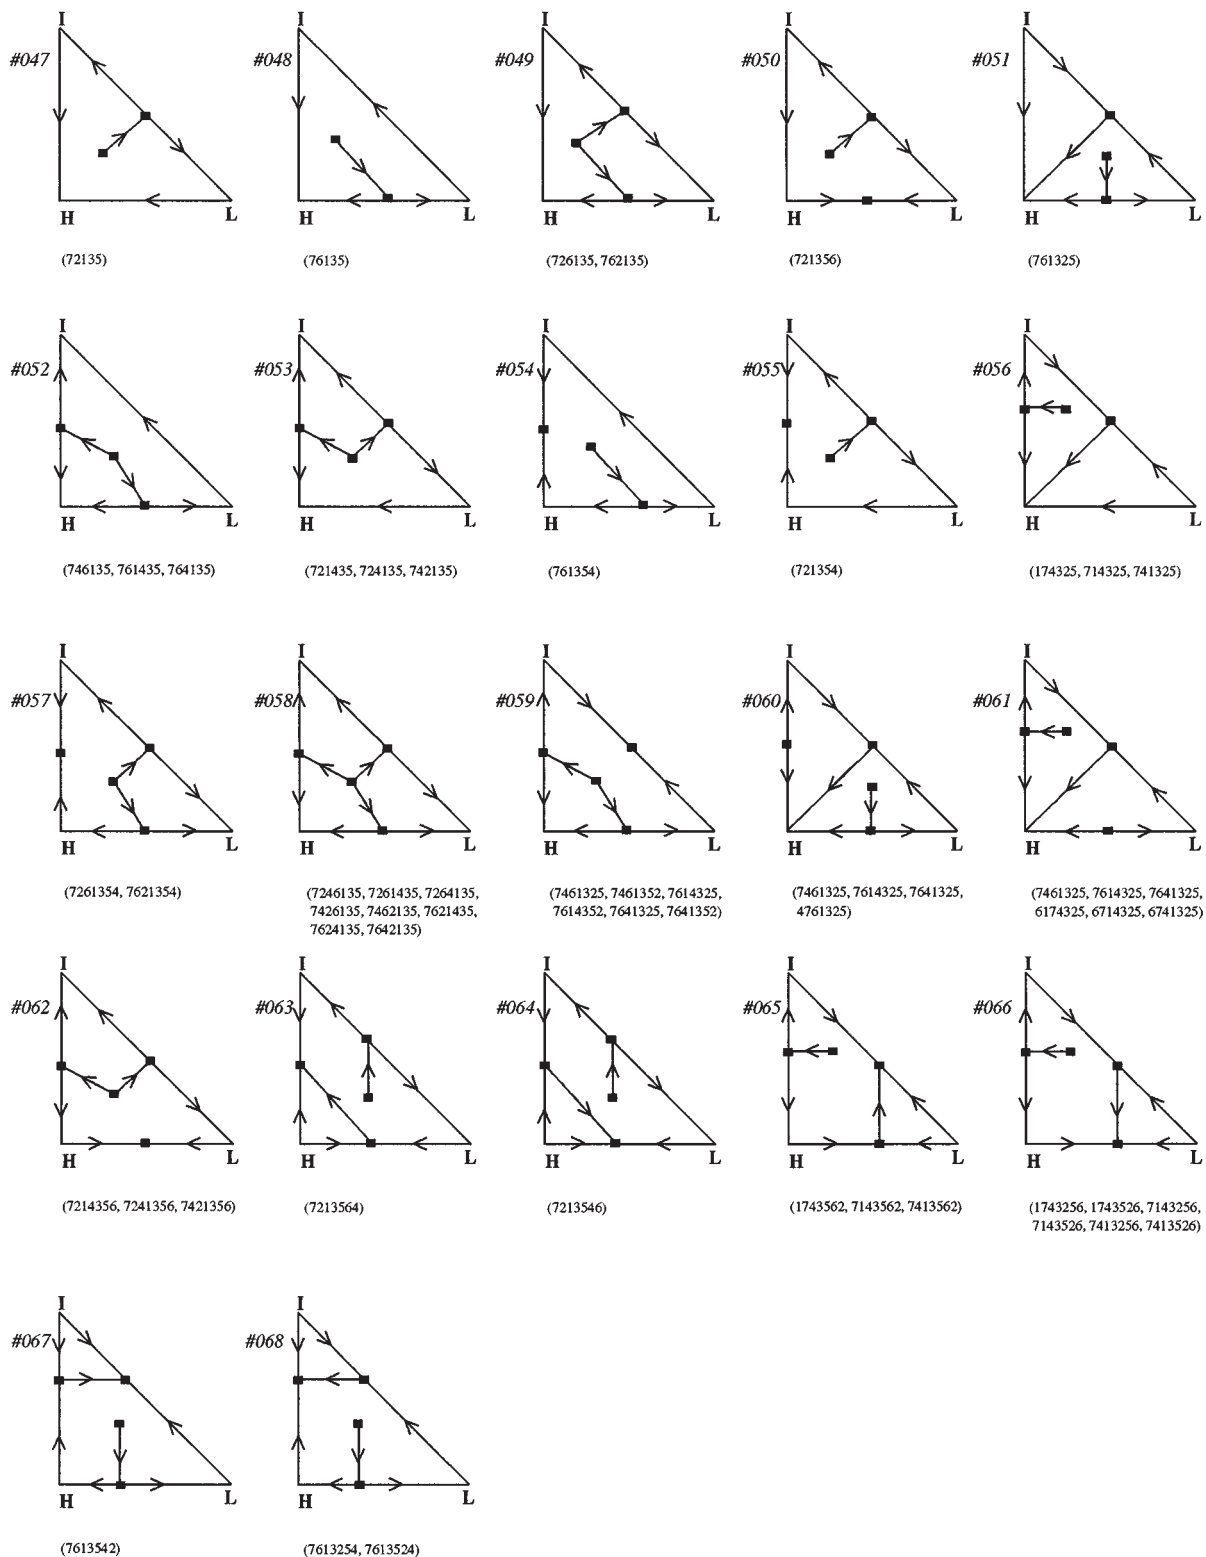 I I I I I
#047 #048 #049 #050 #051
H L H L H L H L H L
(72135) (76135) (726135, 762135) (721356) (761325)
I I I I I
#052 #053 #054 #055 #056
H L H L H L H L H L
(746135, 761435, 764135) (721435, 724135, 742135) (761354) (721354) (174325, 714325, 741325)
I I I I I
#057 #058 #059 #060 #061
H L H L H L H L H L
(7261354, 7621354) (7246135, 7261435, 7264135, (7461325, 7461352, 7614325, (7461325, 7614325, 7641325, (7461325, 7614325, 7641325,
7426135, 7462135, 7621435, 7614352, 7641325, 7641352) 4761325) 6174325, 6714325, 6741325)
7624135, 7642135)
I I I I I
#062 #063 #064 #065 #066
H L H L H L H L H L
(7214356, 7241356, 7421356) (7213564) (7213546) (1743562, 7143562, 7413562) (1743256, 1743526, 7143256,
7143526, 7413256, 7413526)
I I
#067 #068
H L H L
(7613542) (7613254, 7613524)